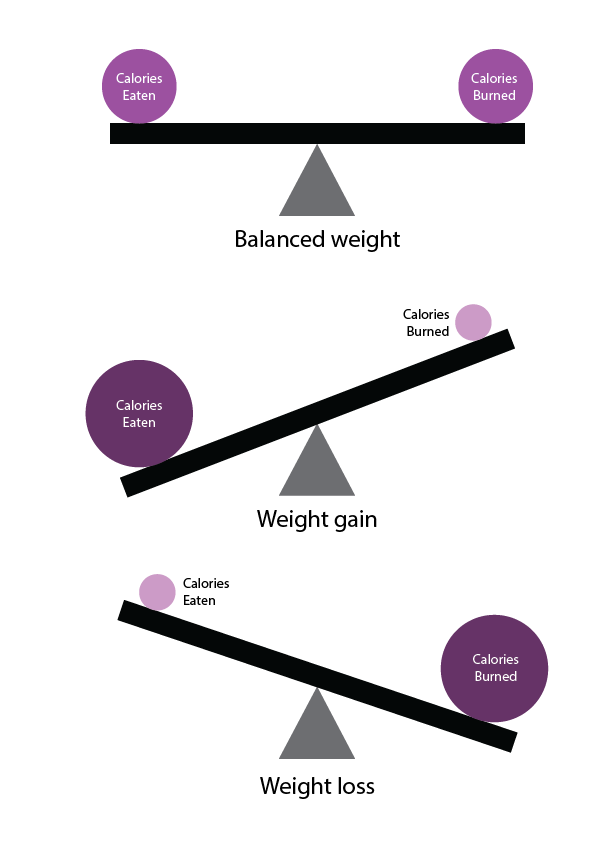 Calories
Eaten
Calories
Burned
Balanced weight
Calories
Burned
Calories
Eaten
Weight gain
Calories
Eaten
Calories
Burned
Weight loss